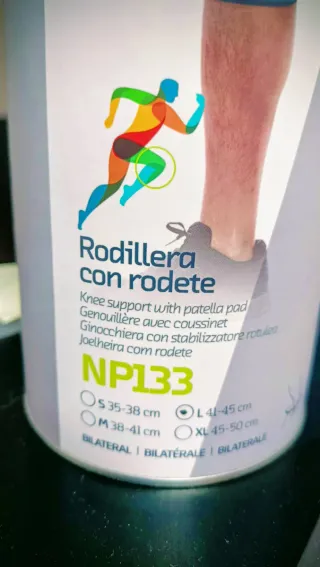 Rodillera
con rodete
Knee support with patella pad
Genouillère avec coussinet
Ginocchiera con stabilizzatore rotuleo
Joelheira com rodete
NP133
S 35-38 cm L 41-45 cm
M 38-41 cm XL 45-50 cm
BILATERAL | BILATÉRALE | BILATERALE